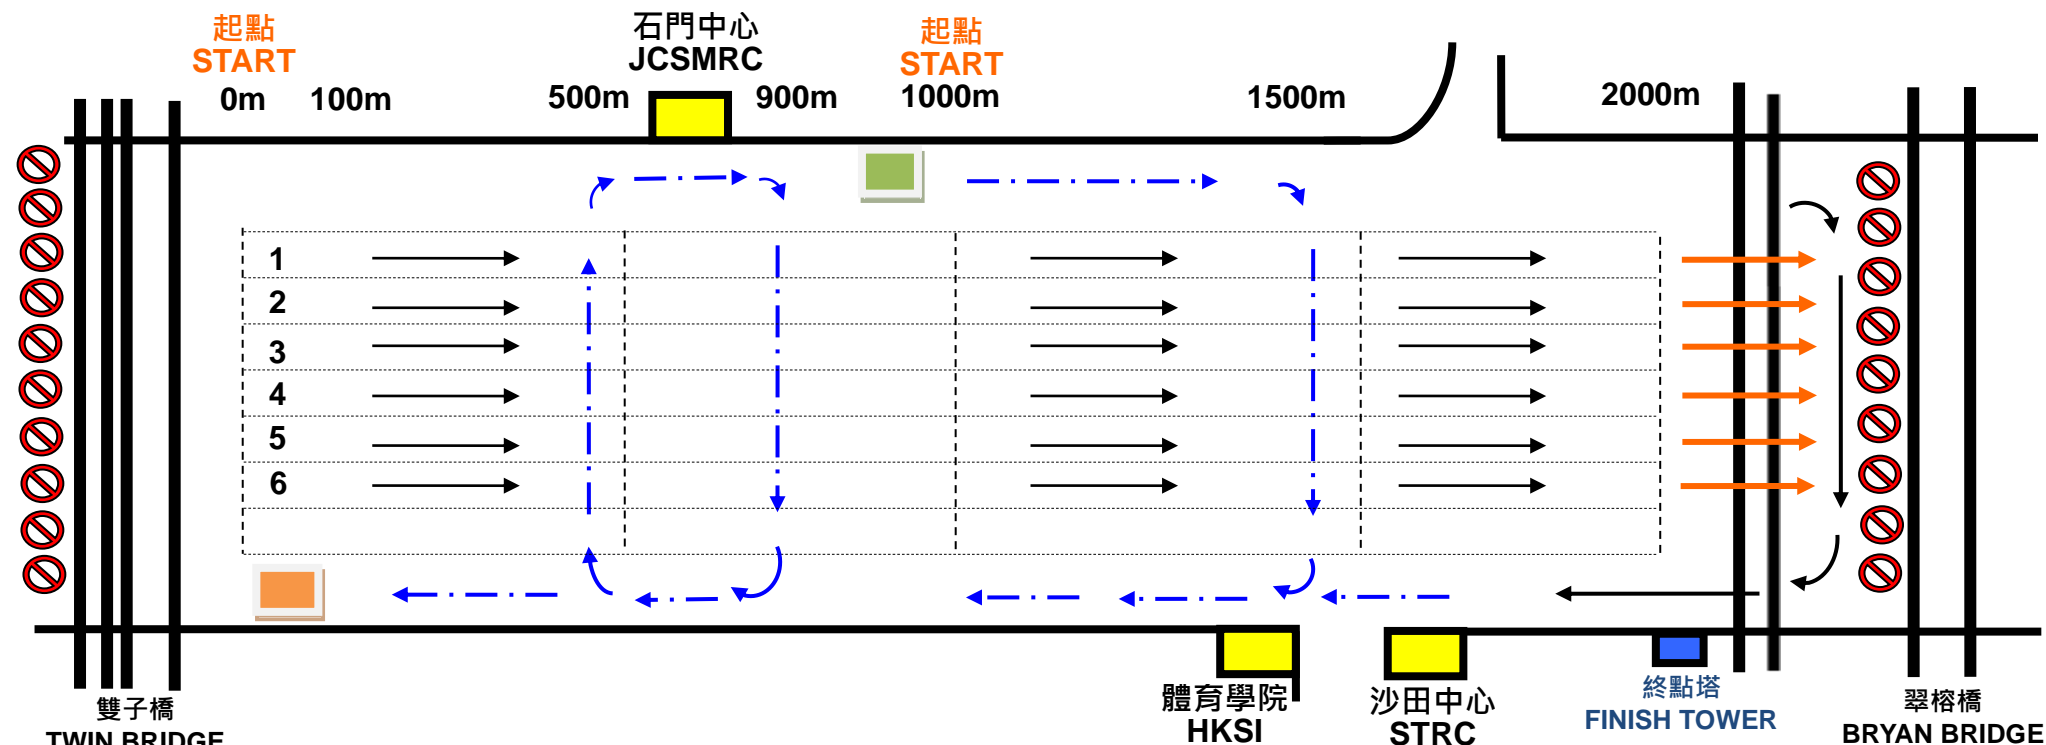 起點
START
石門中心
JCSMRC
起點
START
0m
100m
500m
900m
1000m
1500m
2000m
1
2
3
4
5
6
雙子橋
TWIN BRIDGE
體育學院
HKSI
沙田中心
STRC
終點塔
FINISH TOWER
翠榕橋
BRYAN BRIDGE